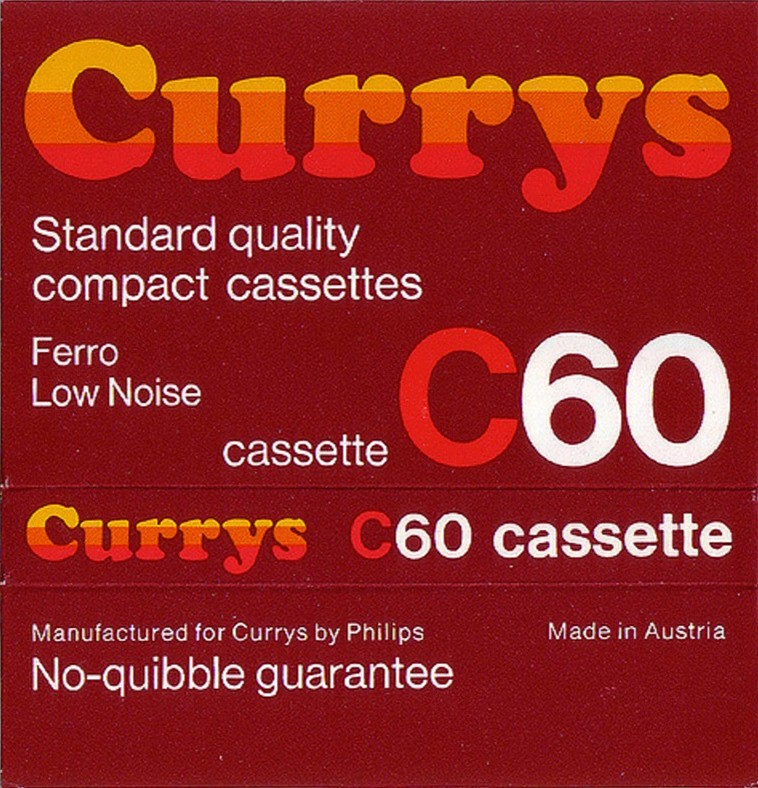 Currys
Standard quality
compact cassettes
Ferro
Low Noise
cassette C60
Currys C60 cassette
Manufactured for Currys by Philips Made in Austria
No-quibble guarantee